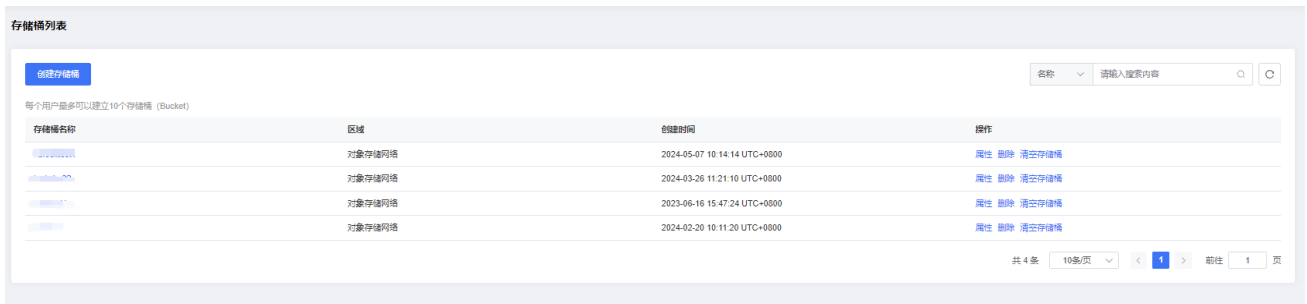 存储桶列表
创建存储桶
名称 请输入搜索内容
每个用户最多可以建立10个存储桶（Bucket）
存储桶名称 区域 创建时间 操作
对象存储网络 2024-05-07 10:14:14 UTC+0800 属性 删除 清空存储桶
对象存储网络 2024-03-26 11:21:10 UTC+0800 属性 删除 清空存储桶
对象存储网络 2023-06-16 15:47:24 UTC+0800 属性 删除 清空存储桶
对象存储网络 2024-02-20 10:11:20 UTC+0800 属性 删除 清空存储桶
共 4 条 10条/页 < 1 > 前往 1 页